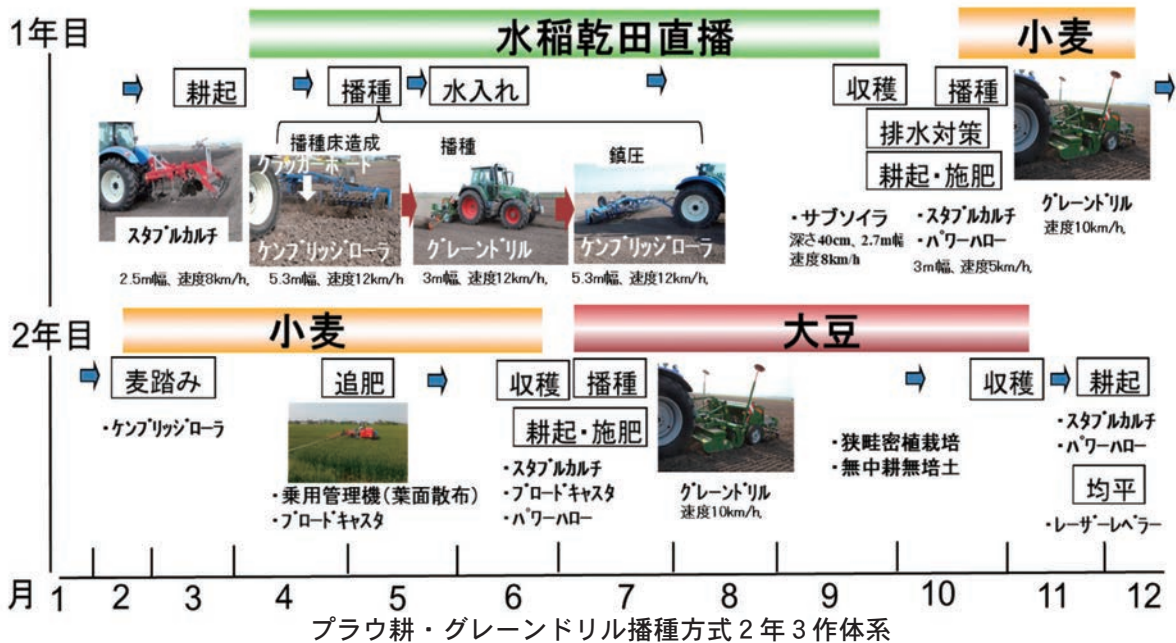 1年目
水稲乾田直播
小麦
耕起
播種
水入れ
収穫
播種
排水対策
耕起・施肥
播種床造成
クラッカーボード
播種
鎮圧
スタブルカルチ
ケンブリッジローラ
グレーンドリル
ケンブリッジローラ
2.5m幅、速度8km/h,
5.3m幅、速度12km/h
3m幅、速度12km/h,
5.3m幅、速度12km/h,
・サブソイラ
深さ40cm、2.7m幅
速度8km/h
・スタブルカルチ
・パワーハロー
3m幅、速度5km/h,
グレーンドリル
速度10km/h,
2年目
小麦
大豆
麦踏み
・ケンブリッジローラ
追肥
・乗用管理機(葉面散布)
・ブロードキャスタ
収穫
播種
耕起・施肥
・スタブルカルチ
・ブロードキャスタ
・パワーハロー
グレーンドリル
速度10km/h,
・狭畦密植栽培
・無中耕無培土
収穫
耕起
・スタブルカルチ
・パワーハロー
均平
・レーザーレベラー
月 1 2 3 4 5 6 7 8 9 10 11 12
プラウ耕・グレーンドリル播種方式2年3作体系